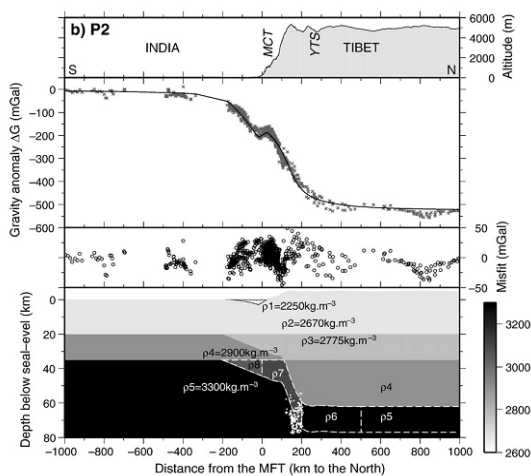 b) P2
INDIA
MCT
YTS
TIBET
S
N
6000
4000
2000
0
Altitude (m)
0
−100
−200
−300
−400
−500
−600
Gravity anomaly ΔG (mGal)
50
0
−50
Misfit (mGal)
0
20
40
60
80
Depth below seal−evel (km)
ρ1=2250kg.m⁻³
ρ2=2670kg.m⁻³
ρ3=2775kg.m⁻³
ρ4=2900kg.m⁻³
ρ6
ρ7
ρ5=3300kg.m⁻³
ρ4
ρ6
ρ5
3200
3000
2800
2600
−1000 −800 −600 −400 −200 0 200 400 600 800 1000
Distance from the MFT (km to the North)